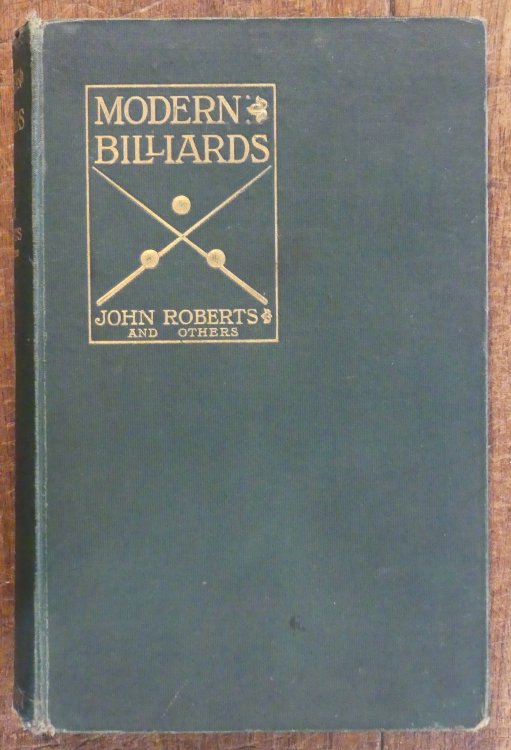 MODERN
BILLIARDS
JOHN ROBERTS
AND OTHERS